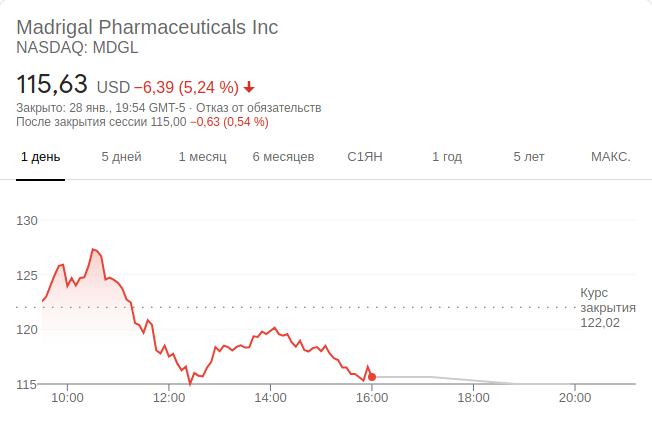 Madrigal Pharmaceuticals Inc
NASDAQ: MDGL
115,63 USD −6,39 (5,24 %)
Закрыто: 28 янв., 19:54 GMT-5 · Отказ от обязательств
После закрытия сессии 115,00 −0,63 (0,54 %)
1 день 5 дней 1 месяц 6 месяцев С1ЯН 1 год 5 лет МАКС.
130
125
Курс
закрытия
122,02
120
115
10:00 12:00 14:00 16:00 18:00 20:00